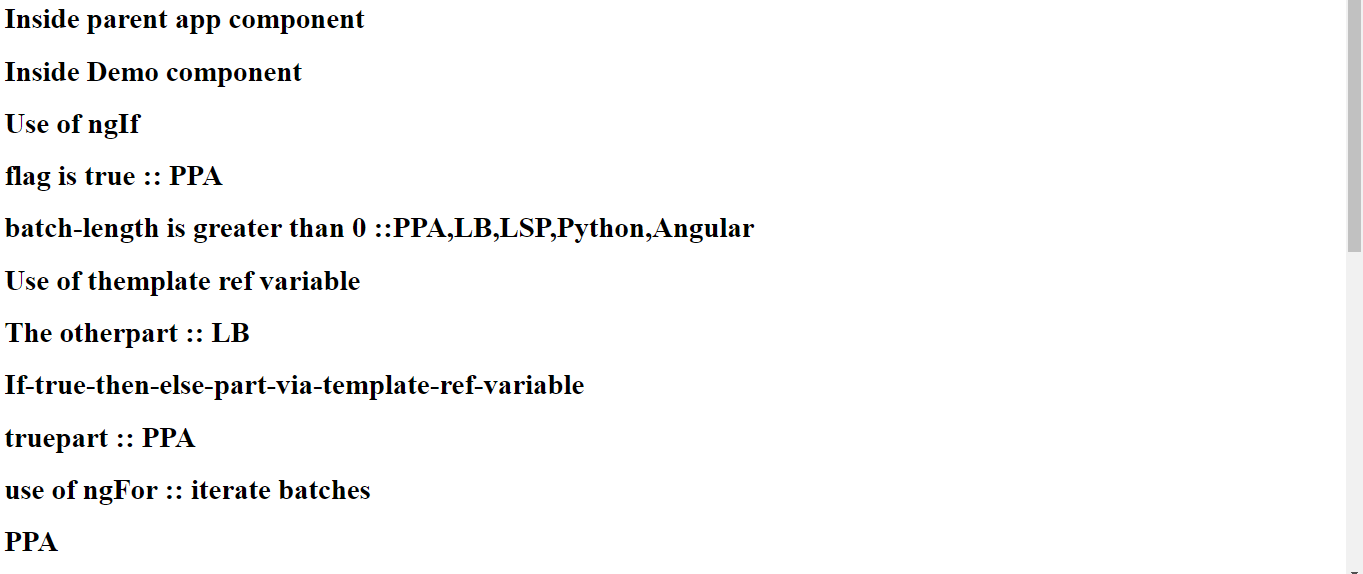 Inside parent app component
Inside Demo component
Use of ngIf
flag is true :: PPA
batch-length is greater than 0 ::PPA,LB,LSP,Python,Angular
Use of themplate ref variable
The otherpart :: LB
If-true-then-else-part-via-template-ref-variable
truepart :: PPA
use of ngFor :: iterate batches
PPA